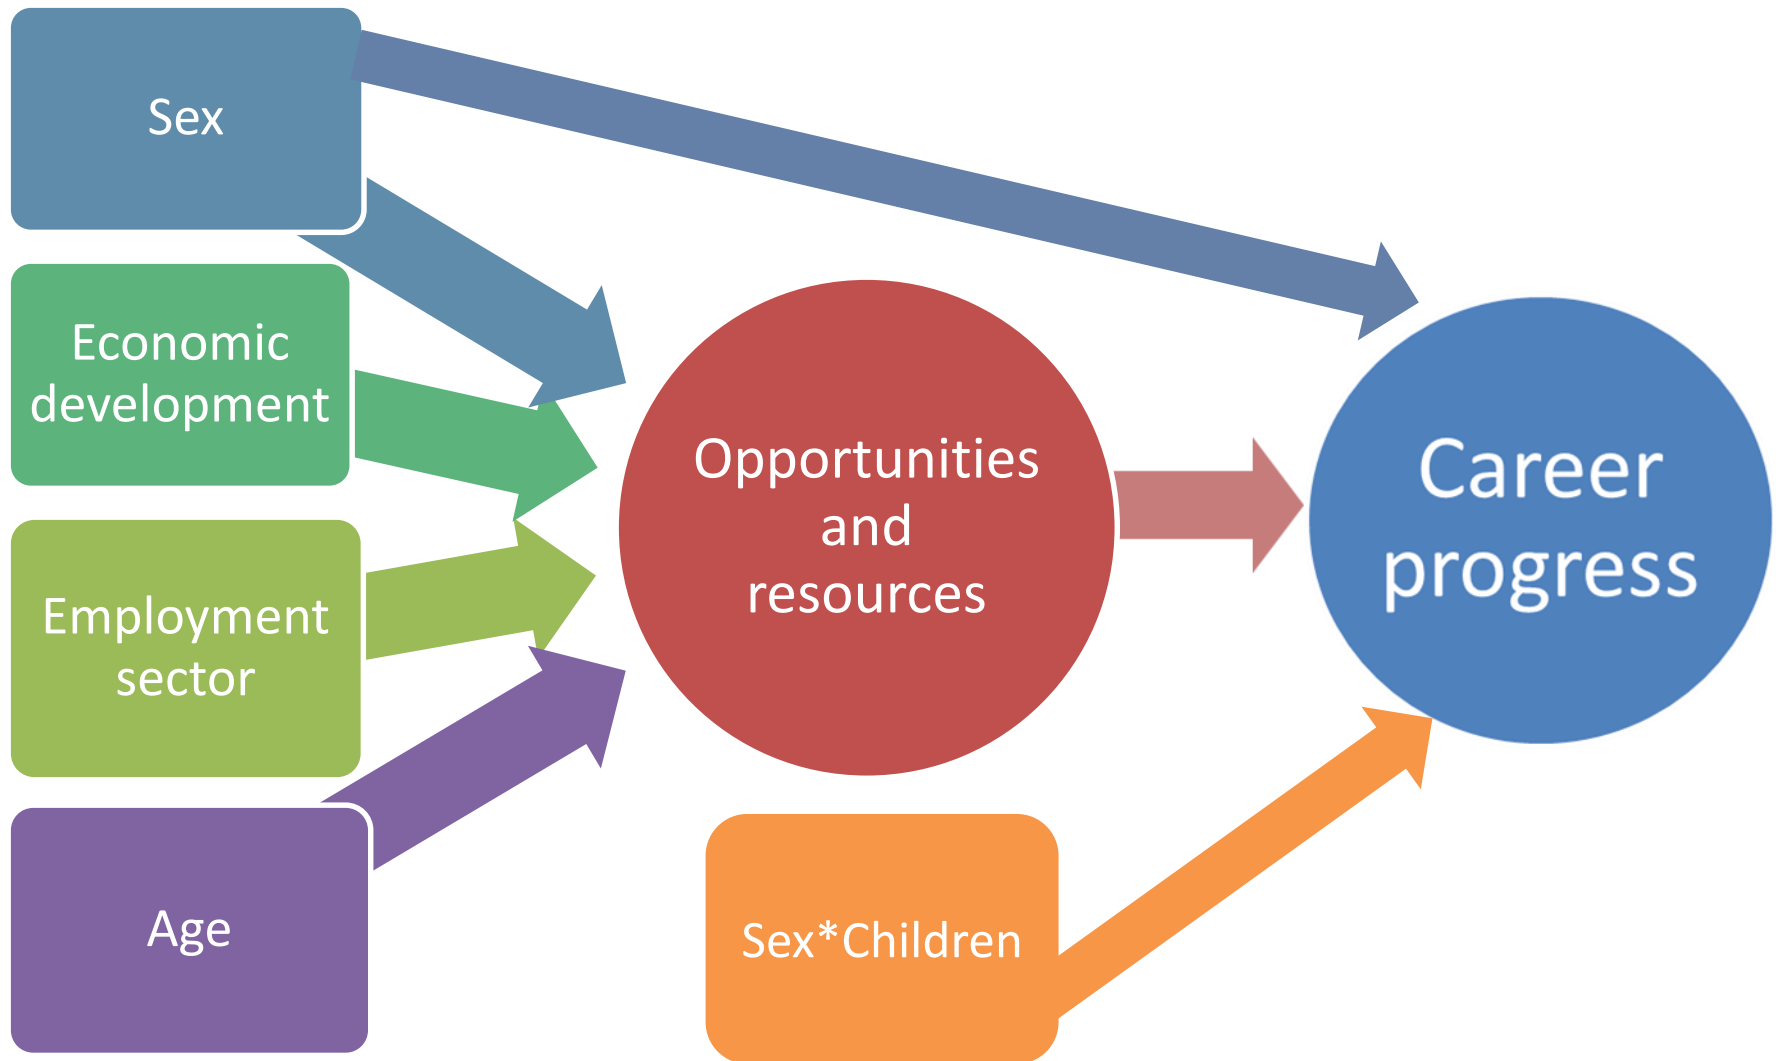 Sex
Economic
development
Employment
sector
Age
Opportunities
and
resources
Sex*Children
Career
progress